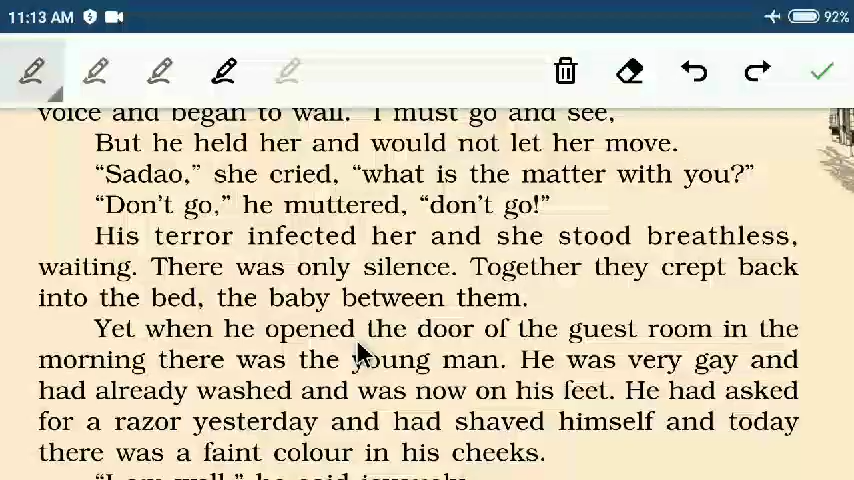 11:13 AM 92%
voice and began to wail. "I must go and see,
But he held her and would not let her move.
“Sadao,” she cried, “what is the matter with you?”
“Don't go,” he muttered, “don't go!”
His terror infected her and she stood breathless,
waiting. There was only silence. Together they crept back
into the bed, the baby between them.
Yet when he opened the door of the guest room in the
morning there was the young man. He was very gay and
had already washed and was now on his feet. He had asked
for a razor yesterday and had shaved himself and today
there was a faint colour in his cheeks.
“I am well,” he said joyously.